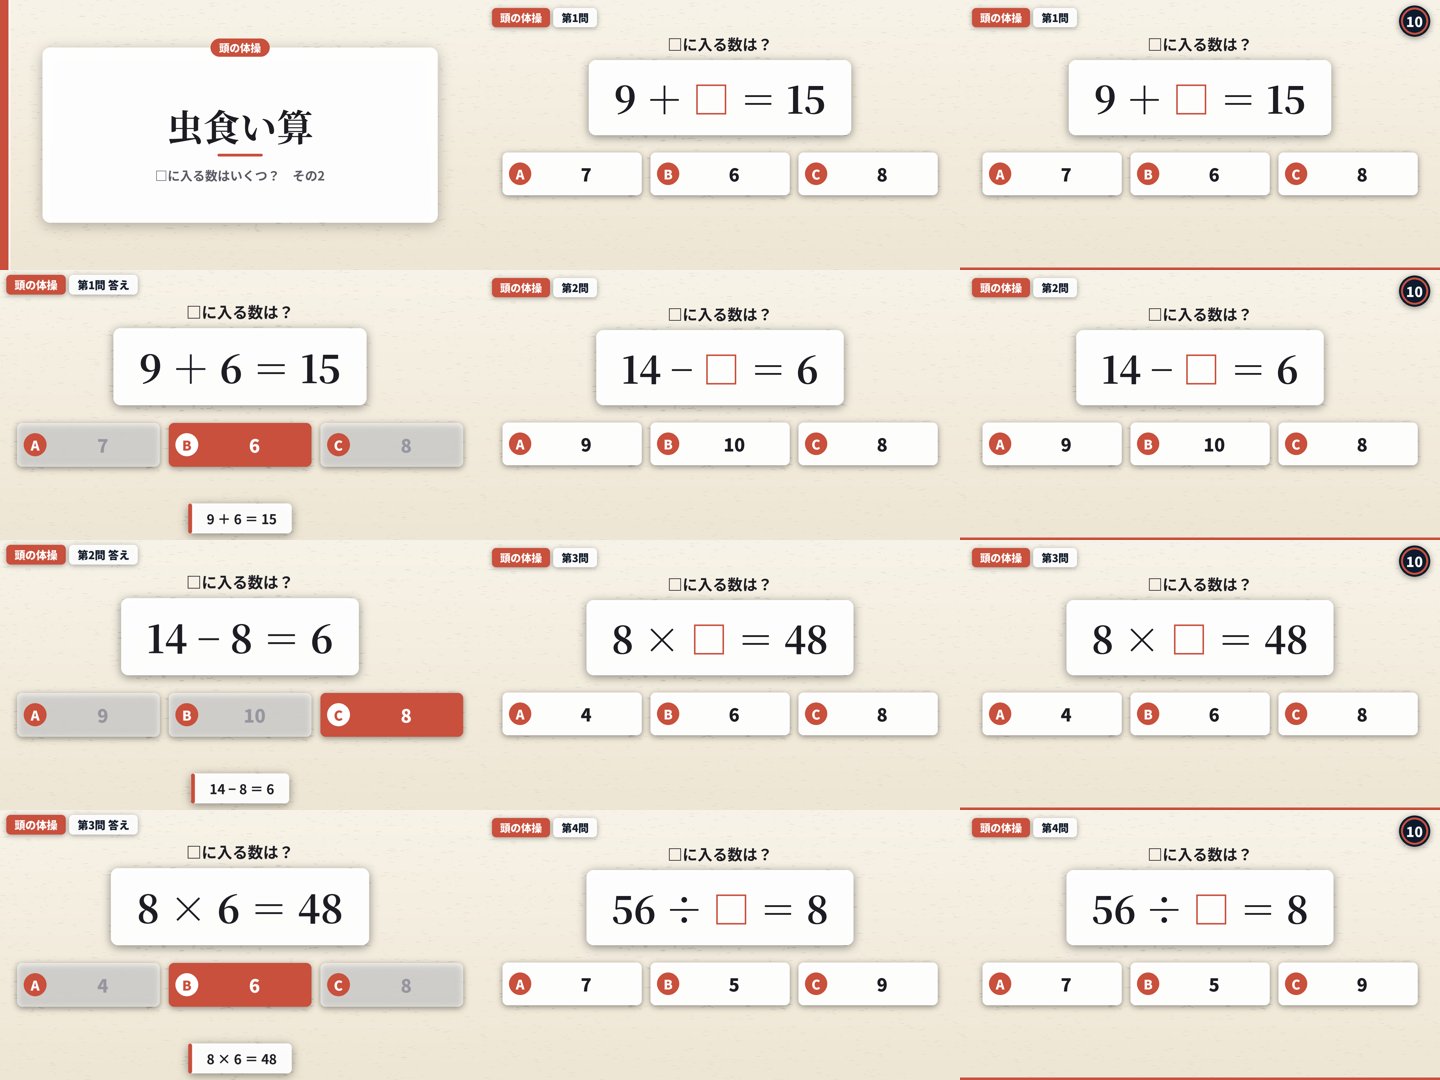 頭の体操
虫食い算
□に入る数はいくつ？　その2
頭の体操 第1問
□に入る数は？
9 + □ = 15
A 7 B 6 C 8
頭の体操 第1問 10
□に入る数は？
9 + □ = 15
A 7 B 6 C 8
頭の体操 第1問 答え
□に入る数は？
9 + 6 = 15
A 7 B 6 C 8
9 + 6 = 15
頭の体操 第2問
□に入る数は？
14 − □ = 6
A 9 B 10 C 8
頭の体操 第2問 10
□に入る数は？
14 − □ = 6
A 9 B 10 C 8
頭の体操 第2問 答え
□に入る数は？
14 − 8 = 6
A 9 B 10 C 8
14 − 8 = 6
頭の体操 第3問
□に入る数は？
8 × □ = 48
A 4 B 6 C 8
頭の体操 第3問 10
□に入る数は？
8 × □ = 48
A 4 B 6 C 8
頭の体操 第3問 答え
□に入る数は？
8 × 6 = 48
A 4 B 6 C 8
8 × 6 = 48
頭の体操 第4問
□に入る数は？
56 ÷ □ = 8
A 7 B 5 C 9
頭の体操 第4問 10
□に入る数は？
56 ÷ □ = 8
A 7 B 5 C 9